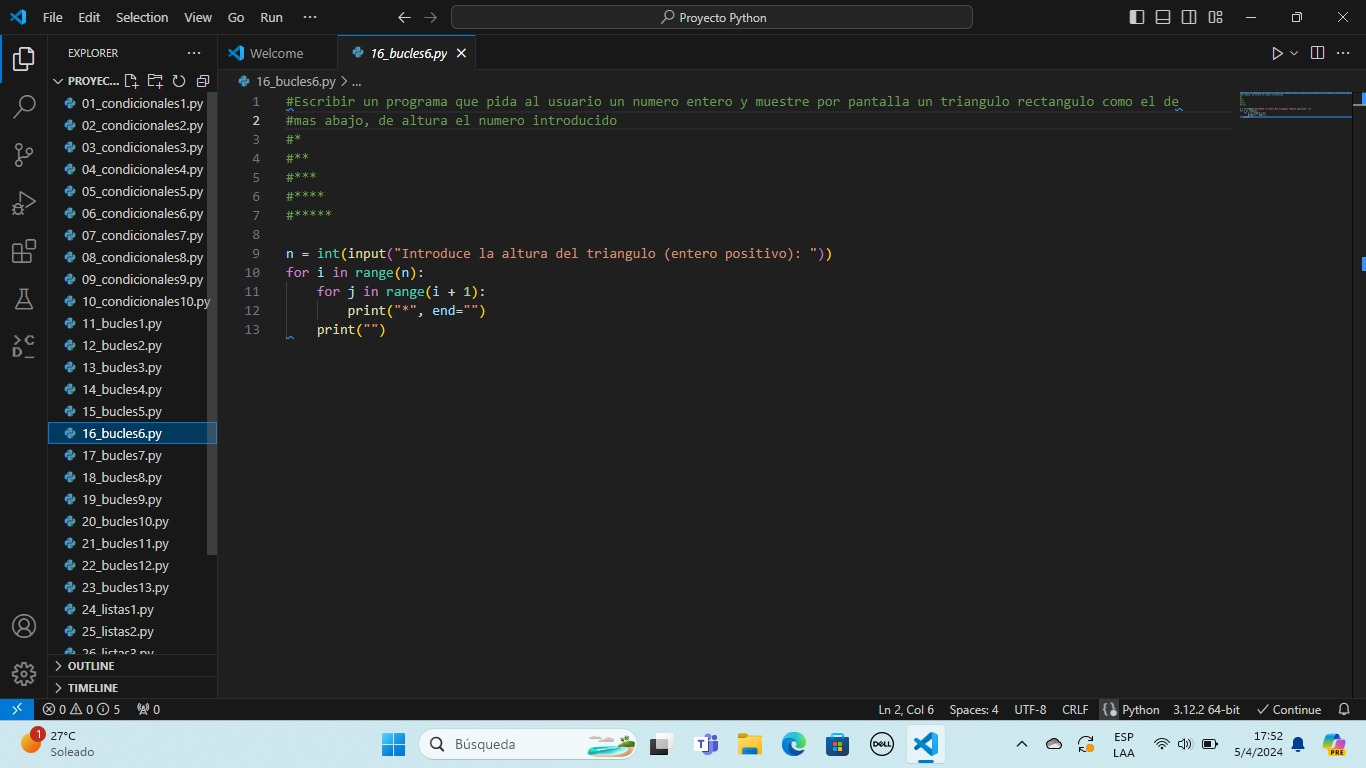 File Edit Selection View Go Run ···
Proyecto Python
EXPLORER ···
PROYEC...
01_condicionales1.py
02_condicionales2.py
03_condicionales3.py
04_condicionales4.py
05_condicionales5.py
06_condicionales6.py
07_condicionales7.py
08_condicionales8.py
09_condicionales9.py
10_condicionales10.py
11_bucles1.py
12_bucles2.py
13_bucles3.py
14_bucles4.py
15_bucles5.py
16_bucles6.py
17_bucles7.py
18_bucles8.py
19_bucles9.py
20_bucles10.py
21_bucles11.py
22_bucles12.py
23_bucles13.py
24_listas1.py
25_listas2.py
26_listas3.py
OUTLINE
TIMELINE
Welcome 16_bucles6.py
16_bucles6.py > ...
1 #Escribir un programa que pida al usuario un numero entero y muestre por pantalla un triangulo rectangulo como el de
2 #mas abajo, de altura el numero introducido
3 #*
4 #**
5 #***
6 #****
7 #*****
8
9 n = int(input("Introduce la altura del triangulo (entero positivo): "))
10 for i in range(n):
11     for j in range(i + 1):
12         print("*", end="")
13     print("")
0 0 5 0
Ln 2, Col 6 Spaces: 4 UTF-8 CRLF Python 3.12.2 64-bit Continue
1 27°C
Soleado
Búsqueda
DELL
ESP
LAA
17:52
5/4/2024
PRE